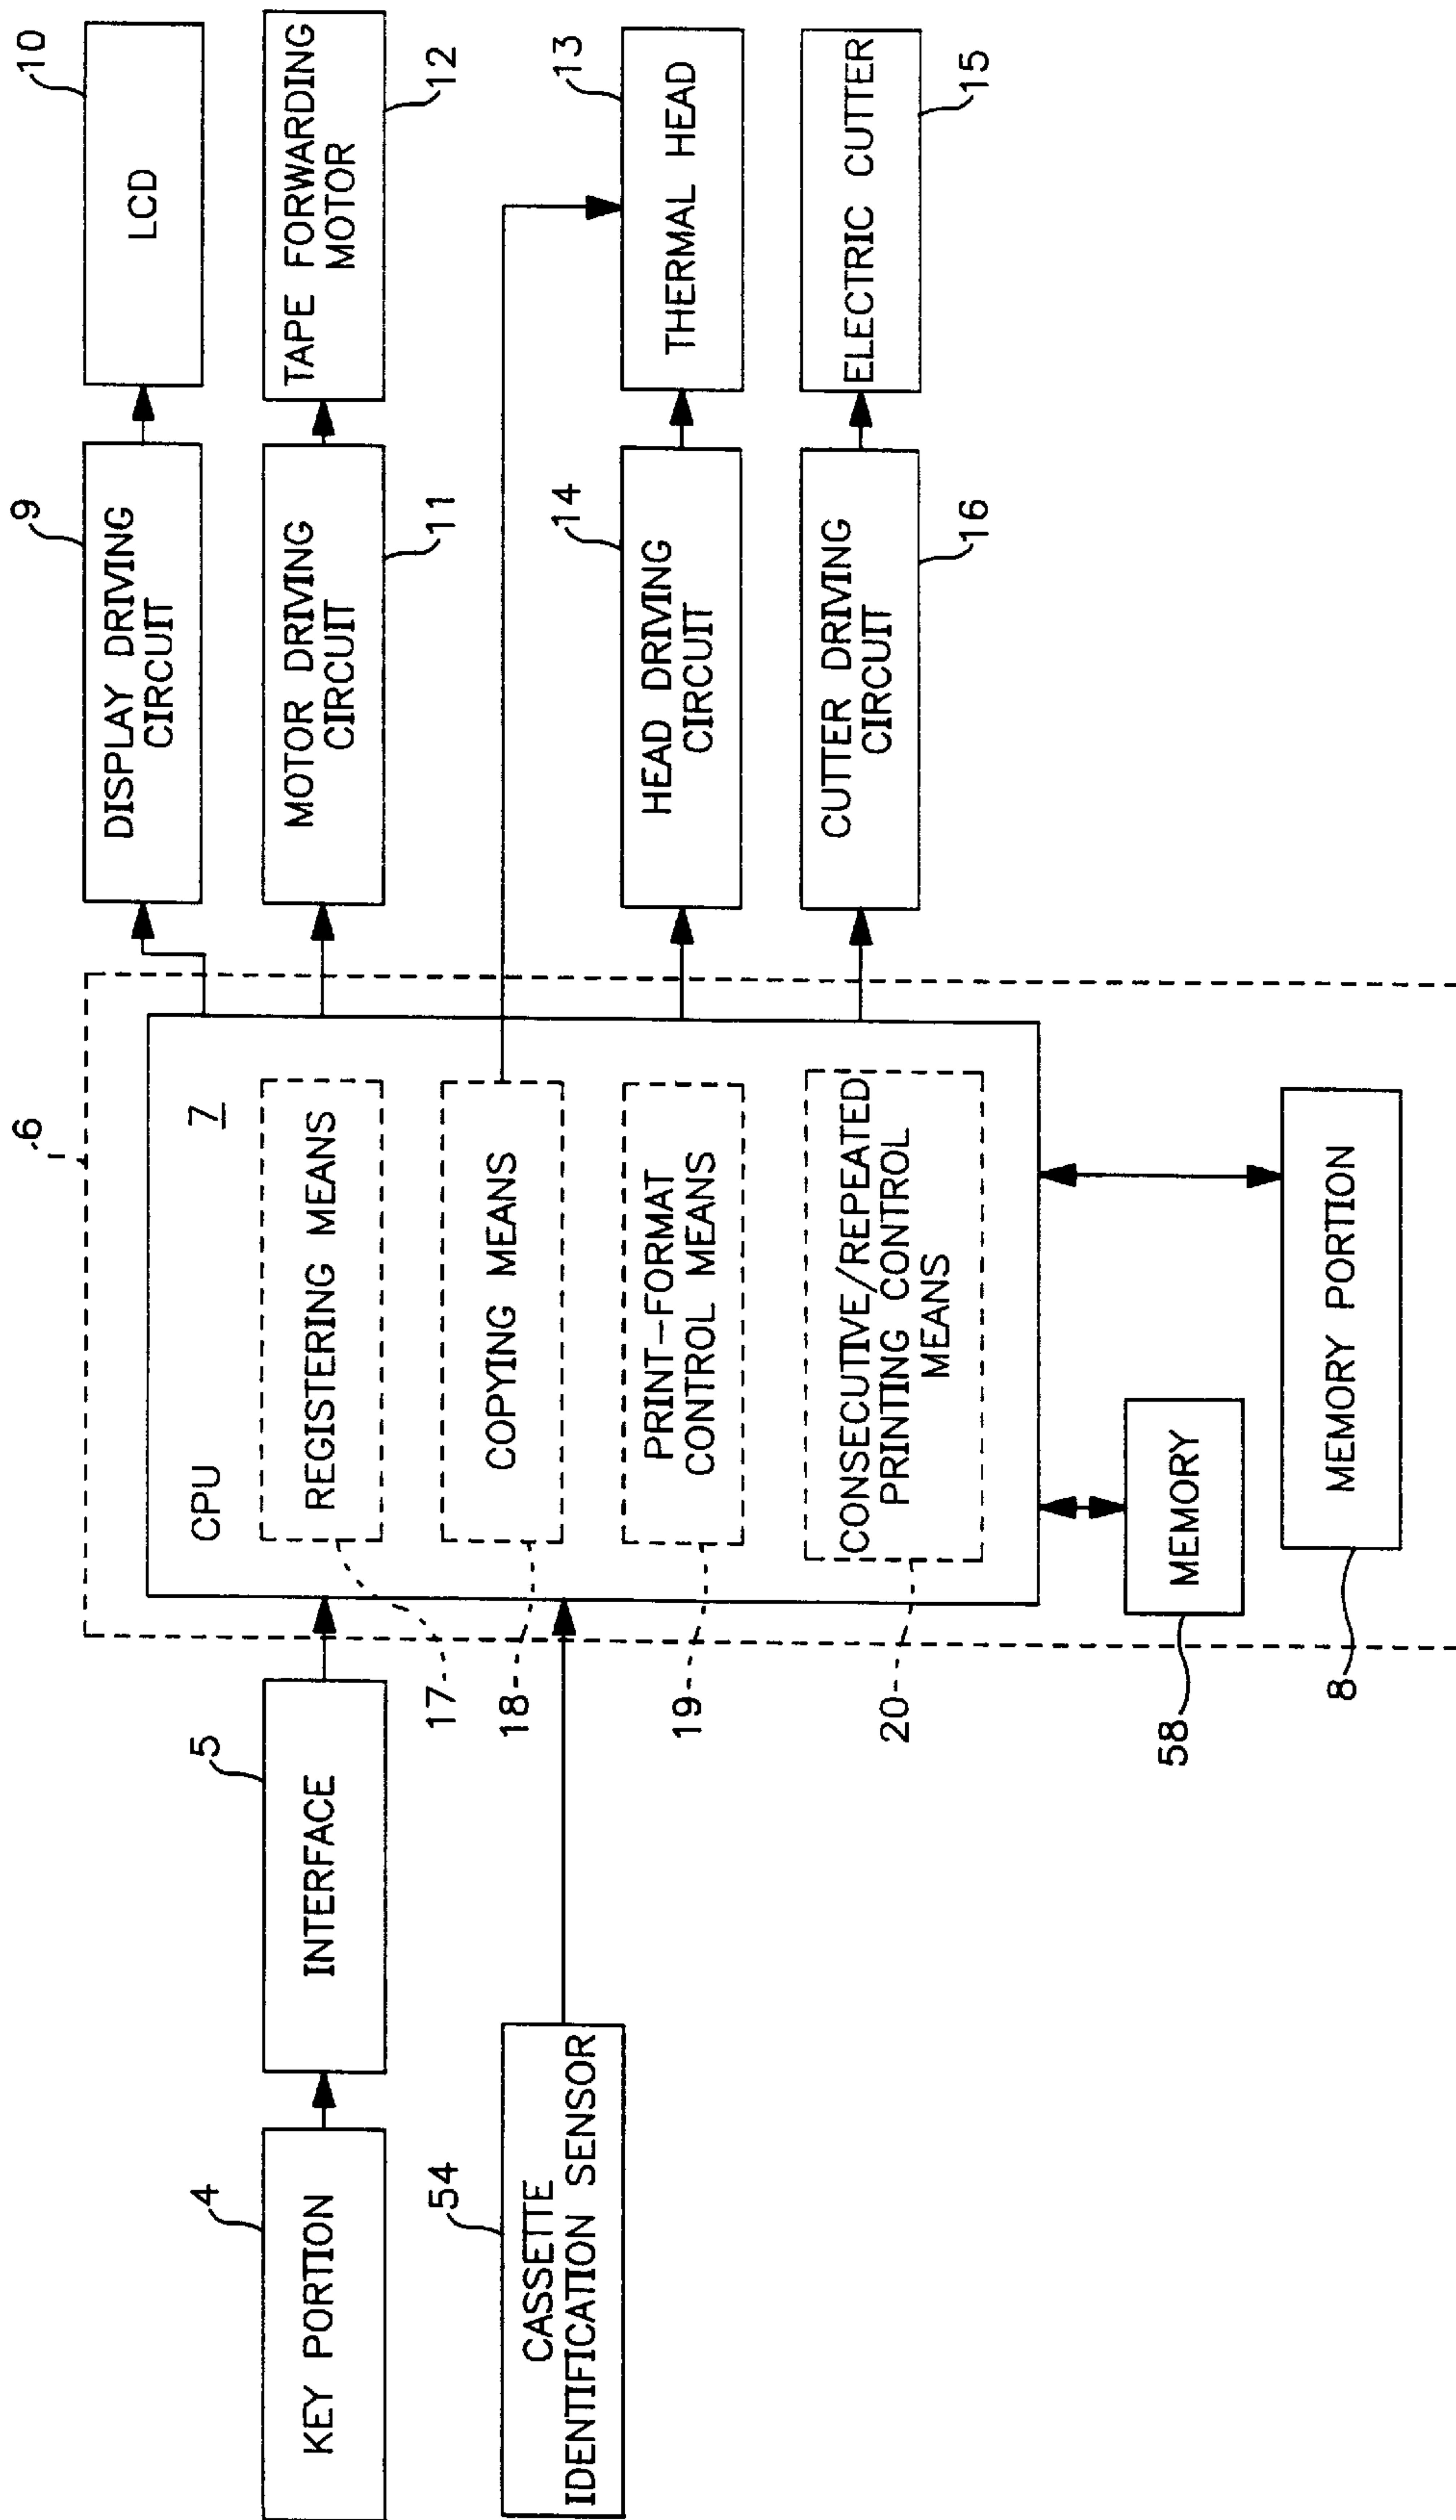 4
KEY PORTION
5
INTERFACE
54
CASSETTE
IDENTIFICATION SENSOR
6
CPU 7
REGISTERING MEANS
17
COPYING MEANS
18
PRINT-FORMAT
CONTROL MEANS
19
CONSECUTIVE/REPEATED
PRINTING CONTROL
MEANS
20
MEMORY
58
MEMORY PORTION
8
9
DISPLAY DRIVING
CIRCUIT
10
LCD
MOTOR DRIVING
CIRCUIT
11
TAPE FORWARDING
MOTOR
12
14
HEAD DRIVING
CIRCUIT
13
THERMAL HEAD
CUTTER DRIVING
CIRCUIT
16
ELECTRIC CUTTER
15